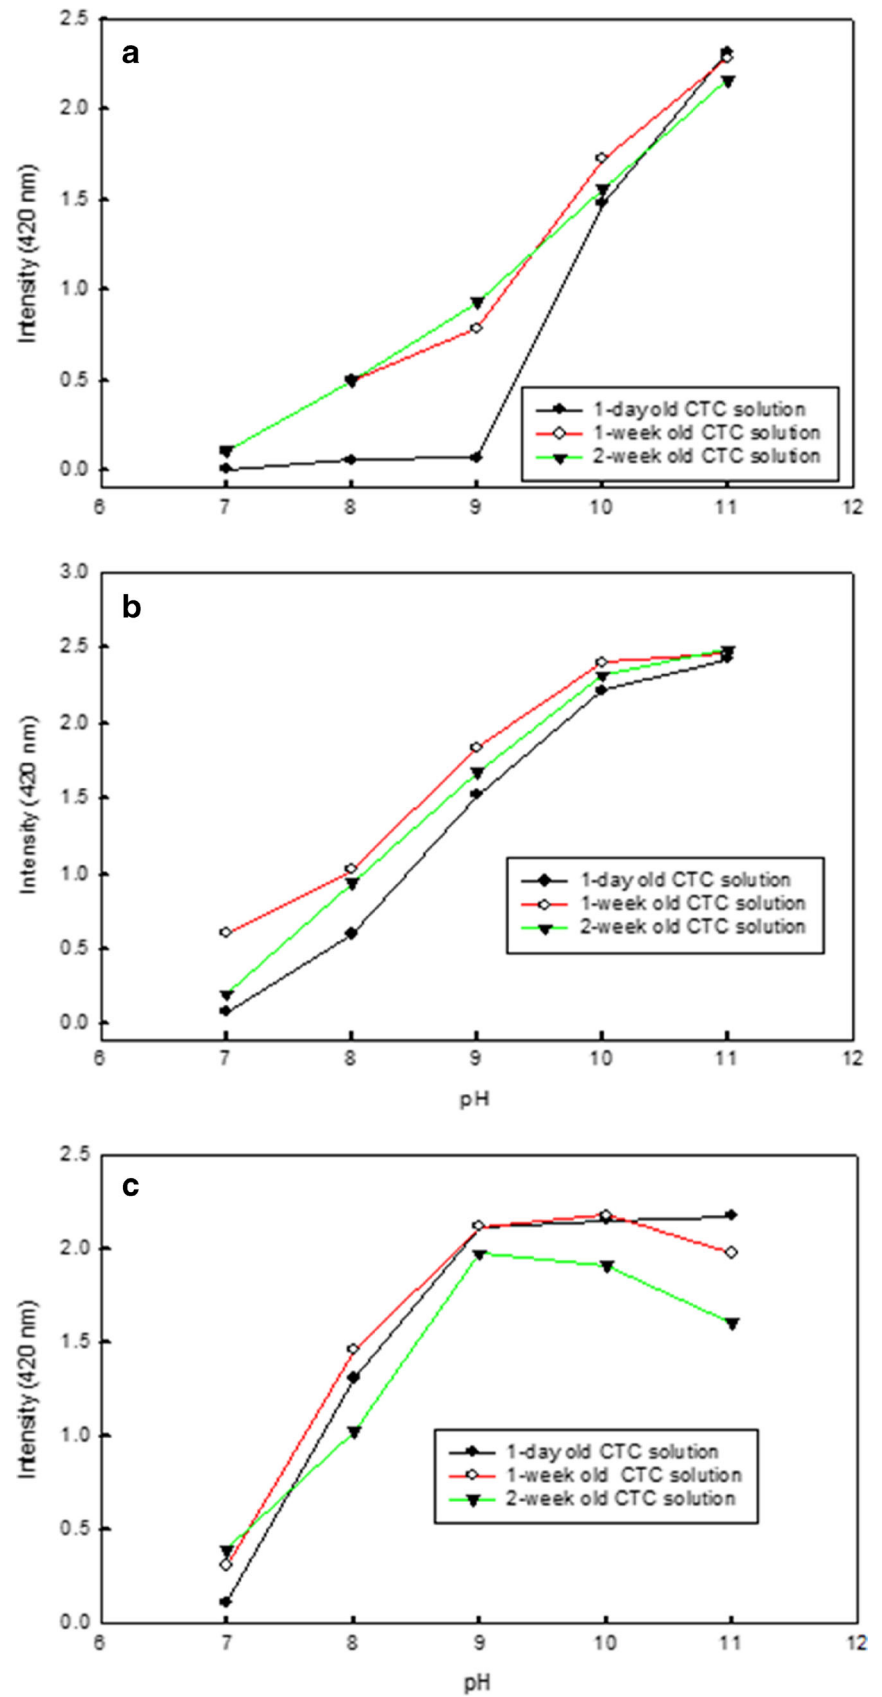 a
2.5
2.0
1.5
1.0
0.5
0.0
Intensity (420 nm)
1-day old CTC solution
1-week old CTC solution
2-week old CTC solution
6 7 8 9 10 11 12
b
3.0
2.5
2.0
1.5
1.0
0.5
0.0
Intensity (420 nm)
1-day old CTC solution
1-week old CTC solution
2-week old CTC solution
6 7 8 9 10 11 12
pH
c
2.5
2.0
1.5
1.0
0.5
0.0
Intensity (420 nm)
1-day old CTC solution
1-week old CTC solution
2-week old CTC solution
6 7 8 9 10 11 12
pH